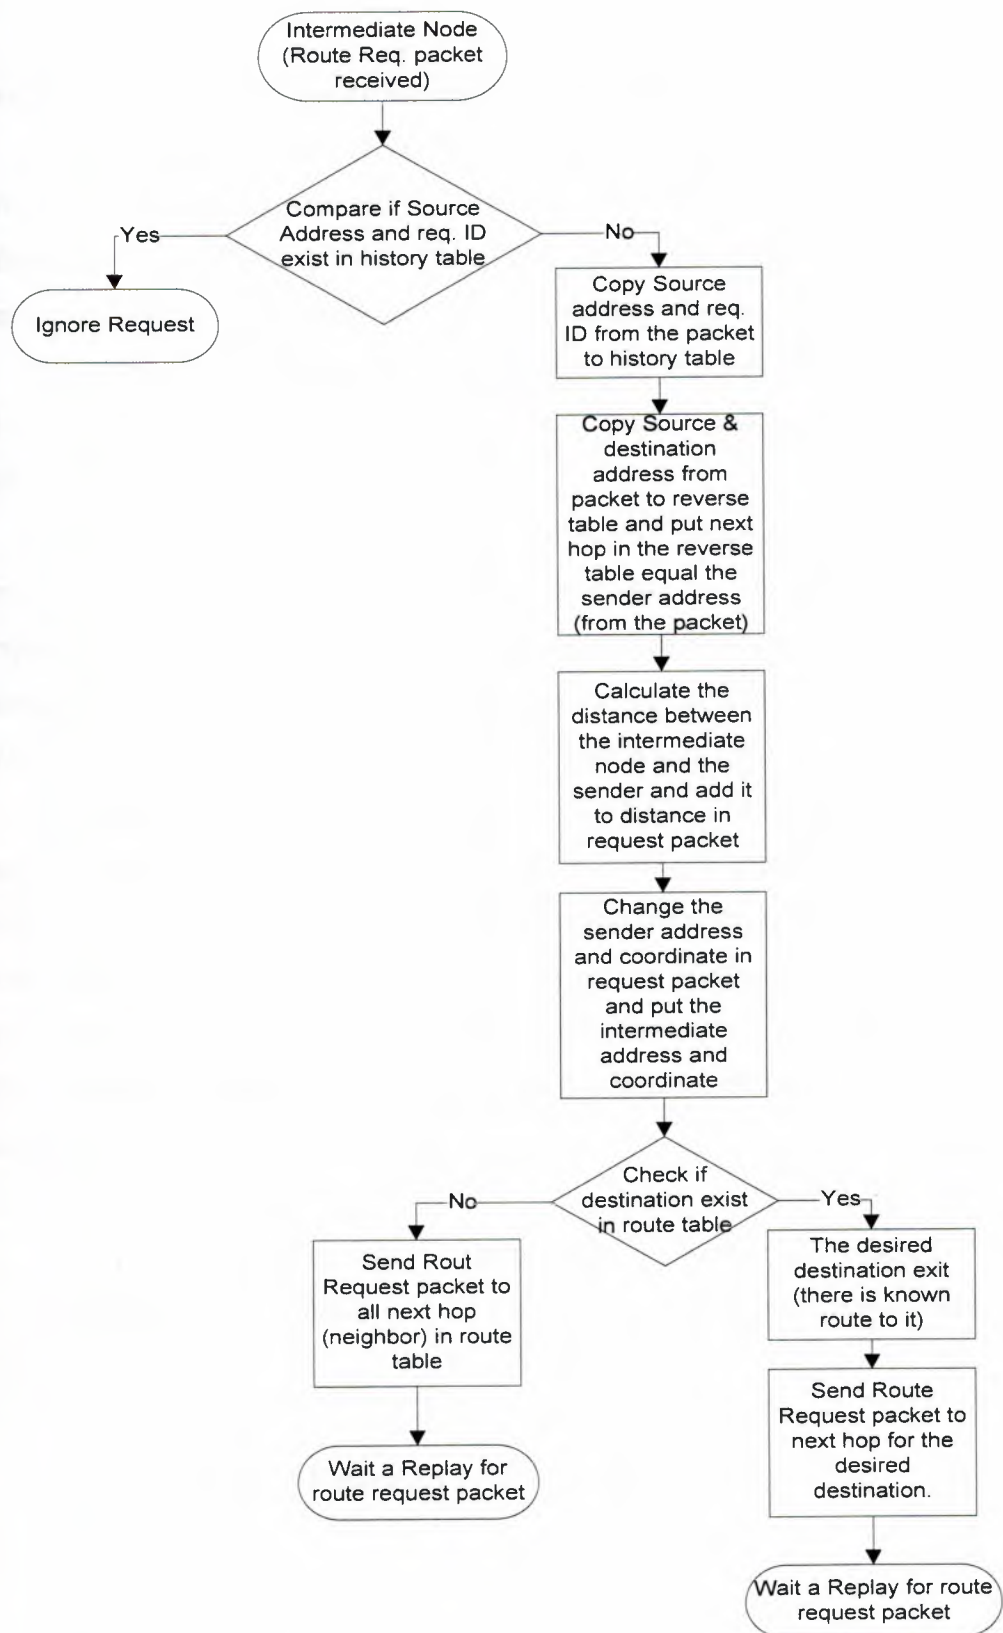 Intermediate Node
(Route Req. packet
received)
Compare if Source
Address and req. ID
exist in history table
Yes
No
Ignore Request
Copy Source
address and req.
ID from the packet
to history table
Copy Source &
destination
address from
packet to reverse
table and put next
hop in the reverse
table equal the
sender address
(from the packet)
Calculate the
distance between
the intermediate
node and the
sender and add it
to distance in
request packet
Change the
sender address
and coordinate in
request packet
and put the
intermediate
address and
coordinate
Check if
destination exist
in route table
No
Yes
Send Rout
Request packet to
all next hop
(neighbor) in route
table
Wait a Replay for
route request packet
The desired
destination exit
(there is known
route to it)
Send Route
Request packet to
next hop for the
desired
destination.
Wait a Replay for route
request packet